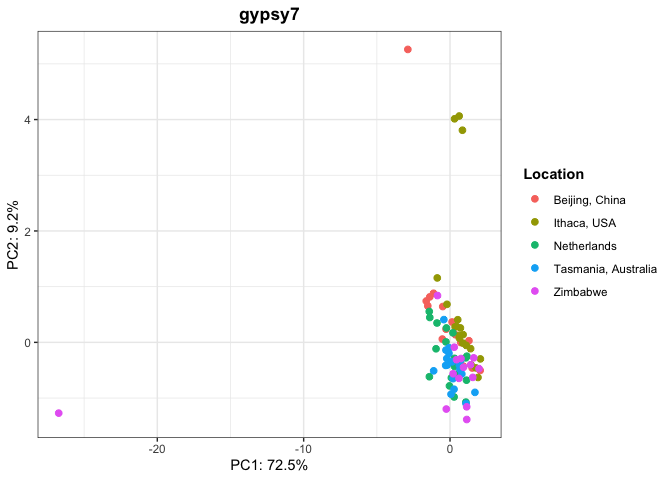 gypsy7
PC2: 9.2%
4
2
0
-20
-10
0
PC1: 72.5%
Location
Beijing, China
Ithaca, USA
Netherlands
Tasmania, Australia
Zimbabwe